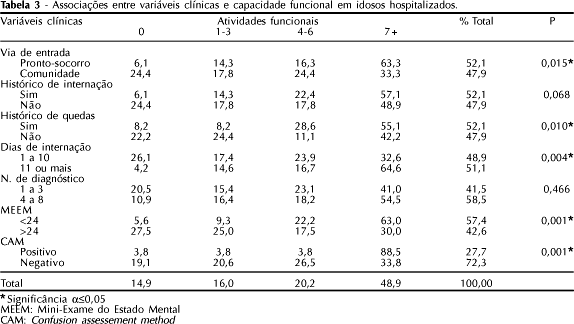 Tabela 3 - Associações entre variáveis clínicas e capacidade funcional em idosos hospitalizados.
Variáveis clínicas Atividades funcionais % Total P
0 1-3 4-6 7+
Via de entrada
Pronto-socorro 6,1 14,3 16,3 63,3 52,1 0,015*
Comunidade 24,4 17,8 24,4 33,3 47,9
Histórico de internação
Sim 6,1 14,3 22,4 57,1 52,1 0,068
Não 24,4 17,8 17,8 48,9 47,9
Histórico de quedas
Sim 8,2 8,2 28,6 55,1 52,1 0,010*
Não 22,2 24,4 11,1 42,2 47,9
Dias de internação
1 a 10 26,1 17,4 23,9 32,6 48,9 0,004*
11 ou mais 4,2 14,6 16,7 64,6 51,1
N. de diagnóstico
1 a 3 20,5 15,4 23,1 41,0 41,5 0,466
4 a 8 10,9 16,4 18,2 54,5 58,5
MEEM
<24 5,6 9,3 22,2 63,0 57,4 0,001*
>24 27,5 25,0 17,5 30,0 42,6
CAM
Positivo 3,8 3,8 3,8 88,5 27,7 0,001*
Negativo 19,1 20,6 26,5 33,8 72,3
Total 14,9 16,0 20,2 48,9 100,00
*Significância α≤0,05
MEEM: Mini-Exame do Estado Mental
CAM: Confusion assessement method